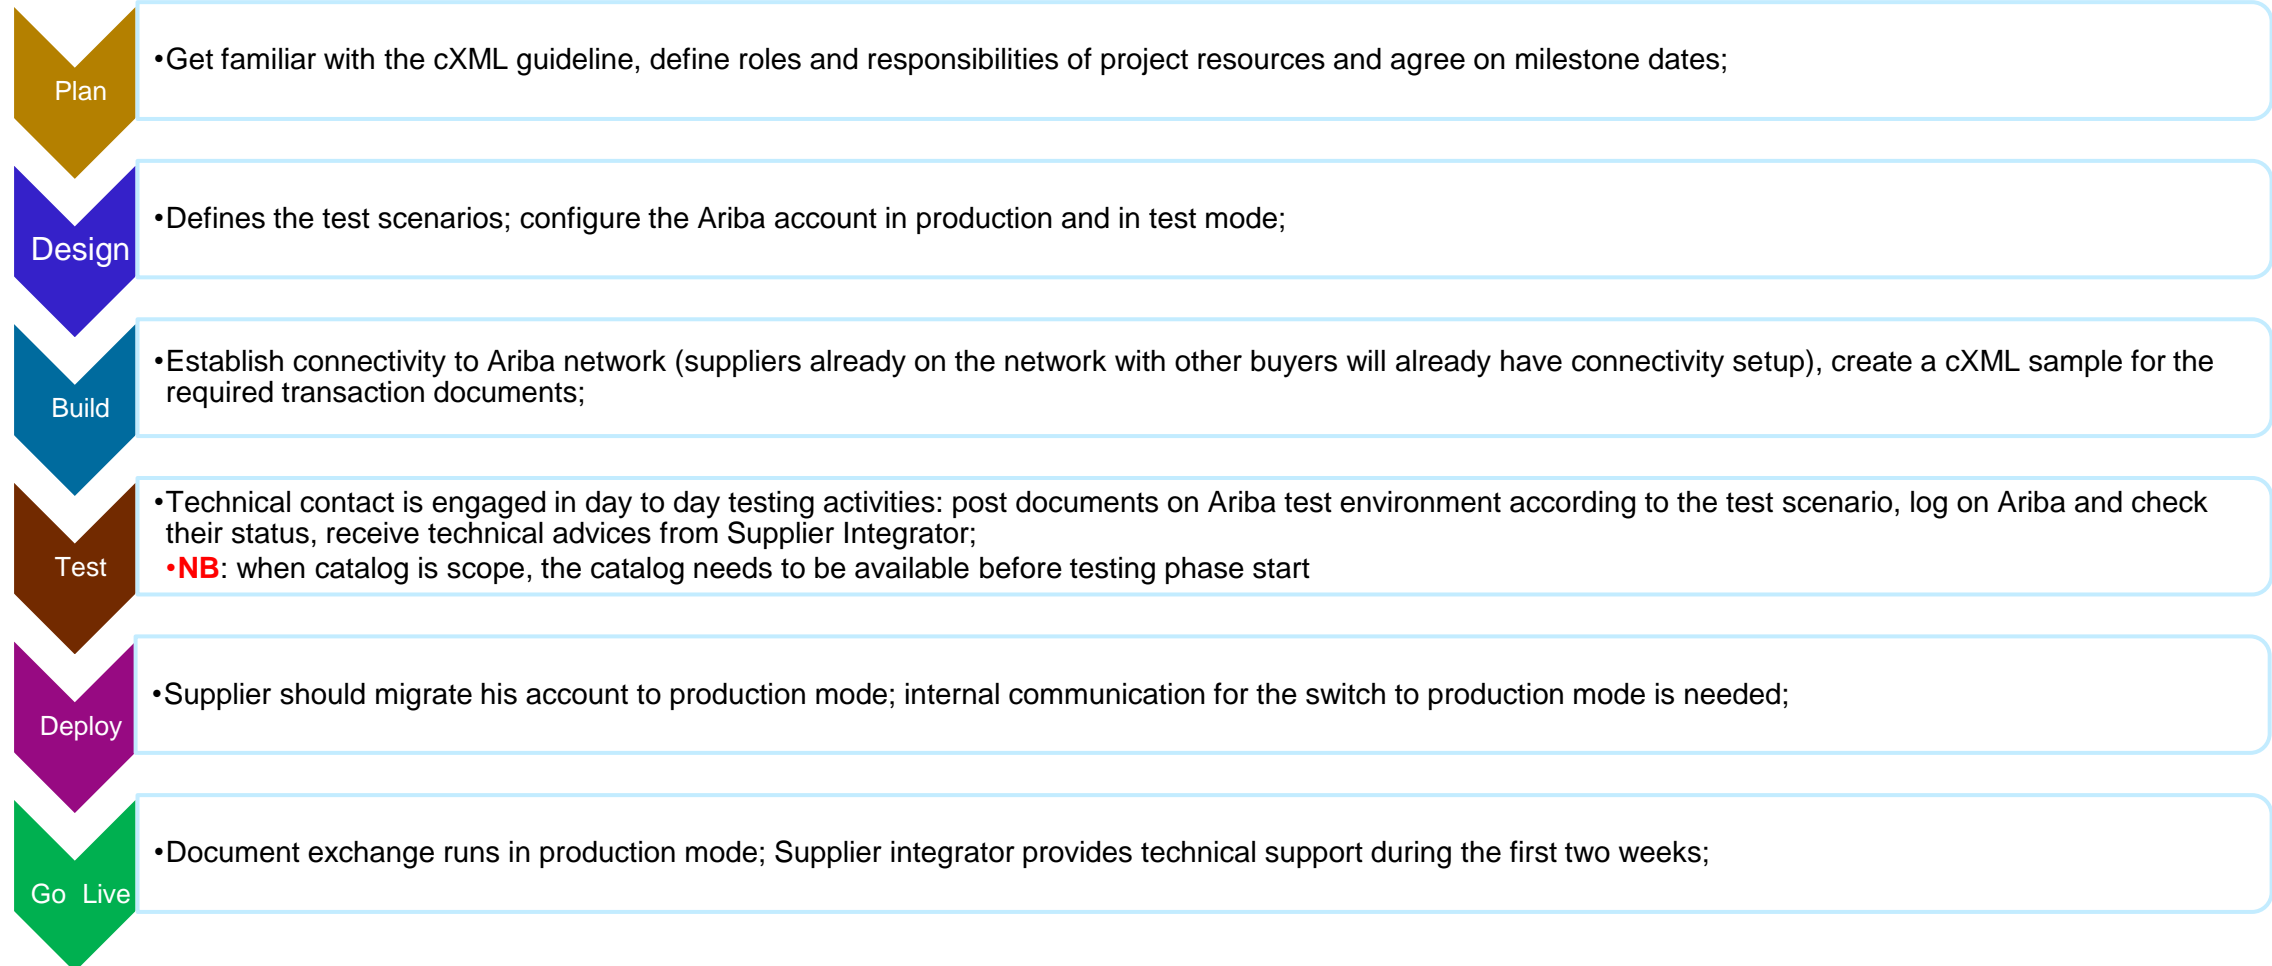 Plan
•Get familiar with the cXML guideline, define roles and responsibilities of project resources and agree on milestone dates;
Design
•Defines the test scenarios; configure the Ariba account in production and in test mode;
Build
•Establish connectivity to Ariba network (suppliers already on the network with other buyers will already have connectivity setup), create a cXML sample for the
required transaction documents;
Test
•Technical contact is engaged in day to day testing activities: post documents on Ariba test environment according to the test scenario, log on Ariba and check
their status, receive technical advices from Supplier Integrator;
•NB: when catalog is scope, the catalog needs to be available before testing phase start
Deploy
•Supplier should migrate his account to production mode; internal communication for the switch to production mode is needed;
Go Live
•Document exchange runs in production mode; Supplier integrator provides technical support during the first two weeks;